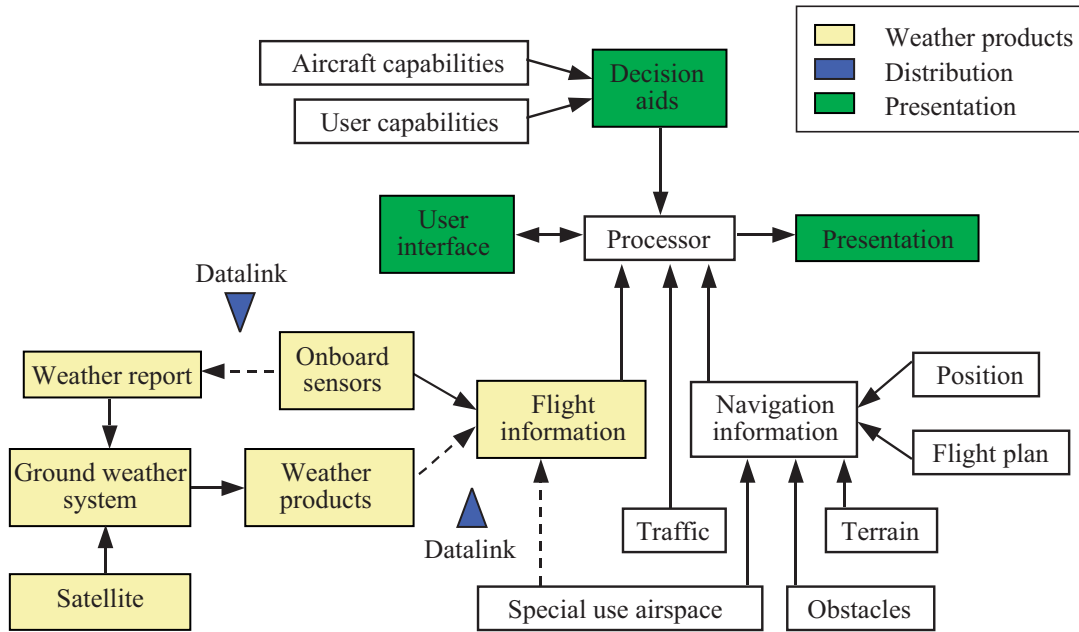 Weather products
Distribution
Presentation
Aircraft capabilities
User capabilities
Decision
aids
User
interface
Processor
Presentation
Datalink
Weather report
Onboard
sensors
Flight
information
Navigation
information
Position
Flight plan
Ground weather
system
Weather
products
Datalink
Traffic
Terrain
Satellite
Special use airspace
Obstacles